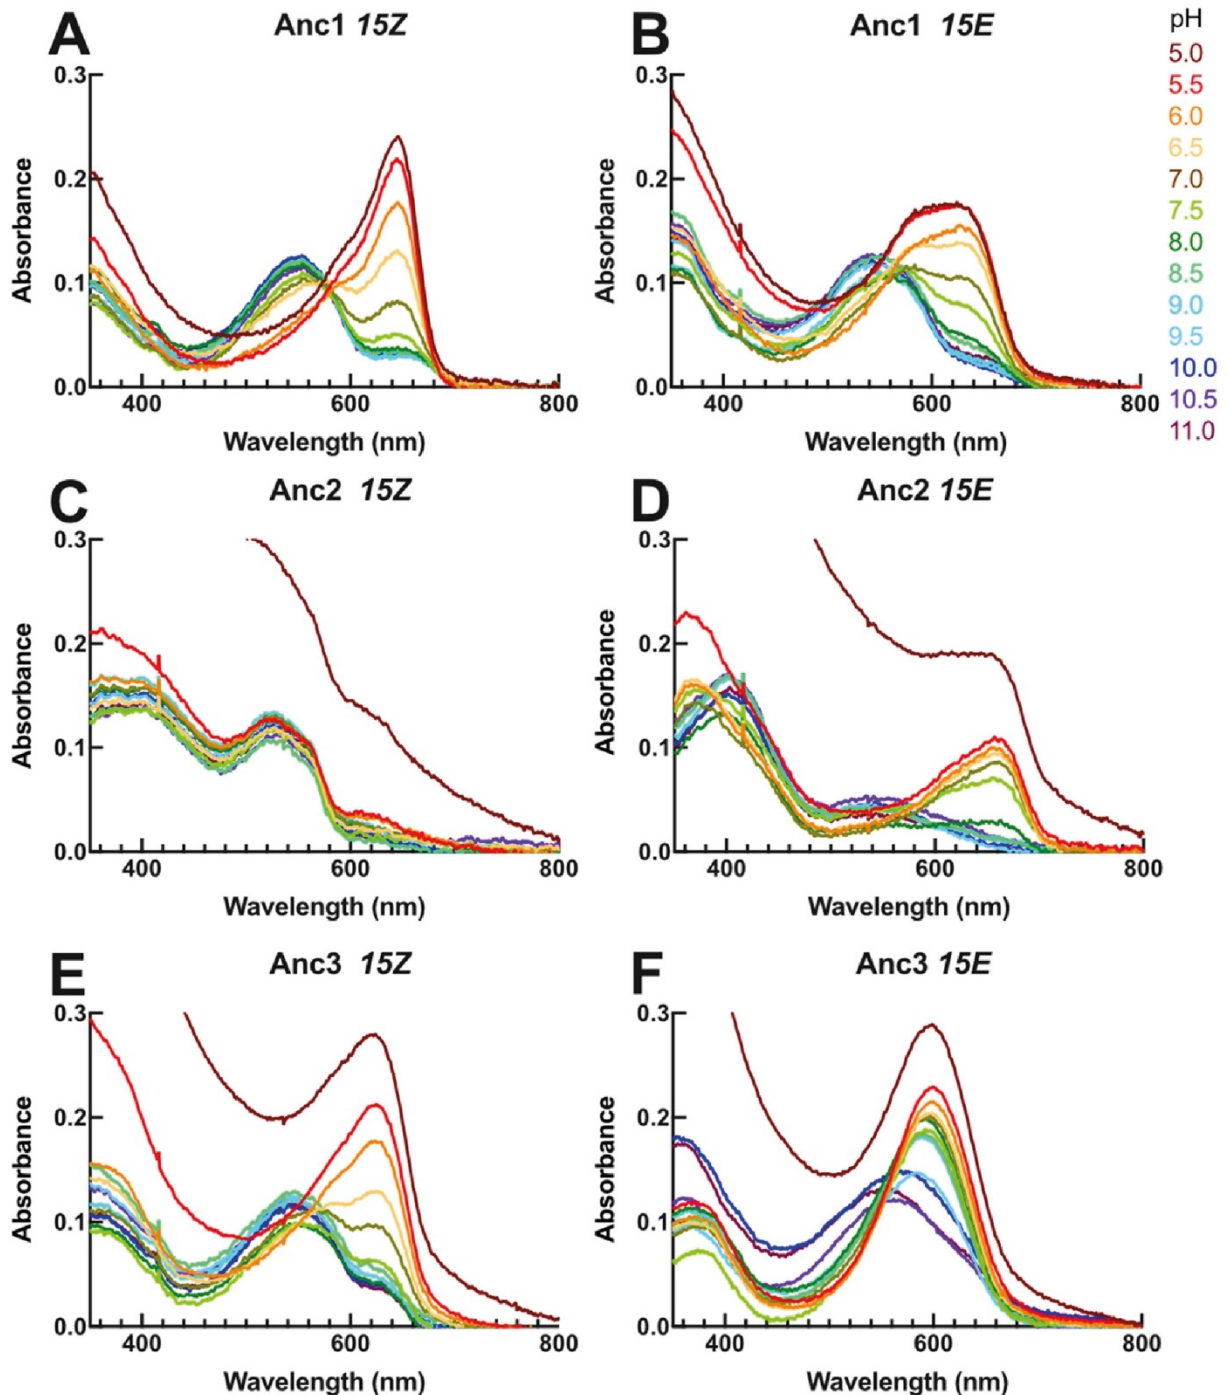 A
Anc1 15Z
0.3
0.2
0.1
0.0
Absorbance
400
600
800
Wavelength (nm)
B
Anc1 15E
0.3
0.2
0.1
0.0
Absorbance
400
600
800
Wavelength (nm)
pH
5.0
5.5
6.0
6.5
7.0
7.5
8.0
8.5
9.0
9.5
10.0
10.5
11.0
C
Anc2 15Z
0.3
0.2
0.1
0.0
Absorbance
400
600
800
Wavelength (nm)
D
Anc2 15E
0.3
0.2
0.1
0.0
Absorbance
400
600
800
Wavelength (nm)
E
Anc3 15Z
0.3
0.2
0.1
0.0
Absorbance
400
600
800
Wavelength (nm)
F
Anc3 15E
0.3
0.2
0.1
0.0
Absorbance
400
600
800
Wavelength (nm)